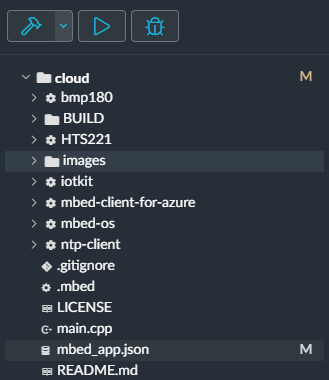 cloud M
bmp180
BUILD
HTS221
images
iotkit
mbed-client-for-azure
mbed-os
ntp-client
.gitignore
.mbed
LICENSE
main.cpp
mbed_app.json M
README.md